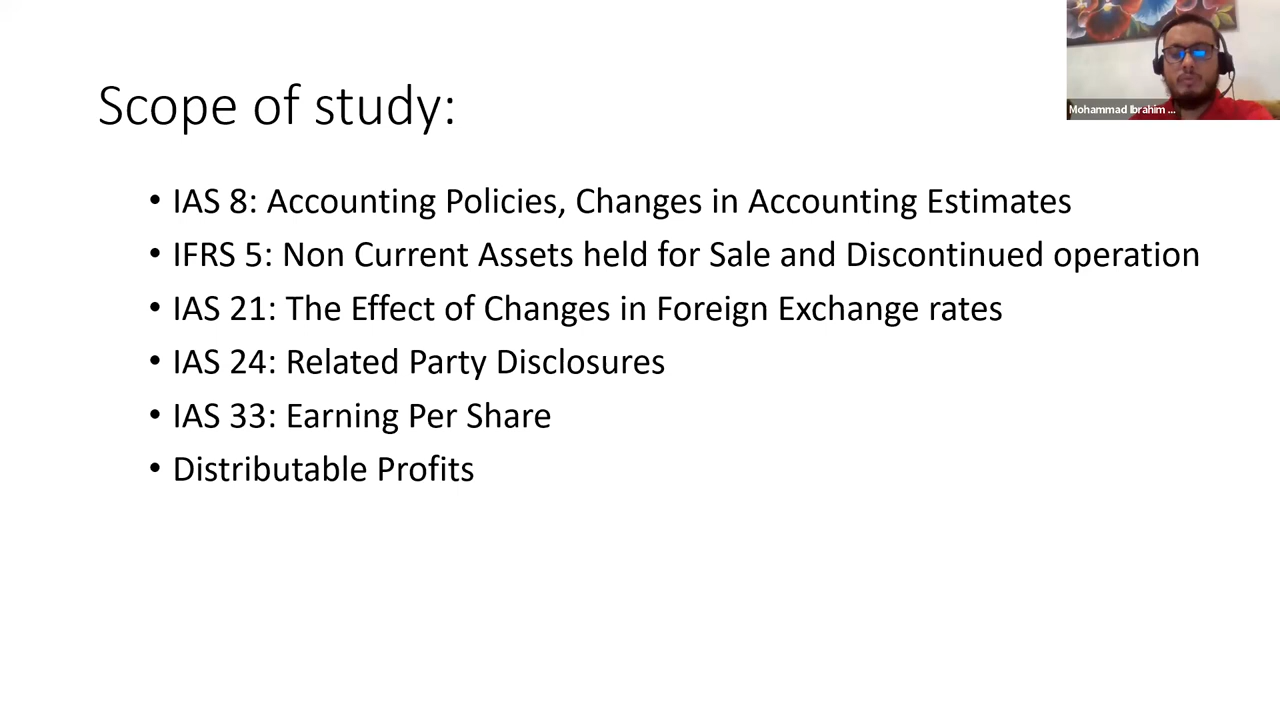 Scope of study:
• IAS 8: Accounting Policies, Changes in Accounting Estimates
• IFRS 5: Non Current Assets held for Sale and Discontinued operation
• IAS 21: The Effect of Changes in Foreign Exchange rates
• IAS 24: Related Party Disclosures
• IAS 33: Earning Per Share
• Distributable Profits
Mohammad Ibrahim ...